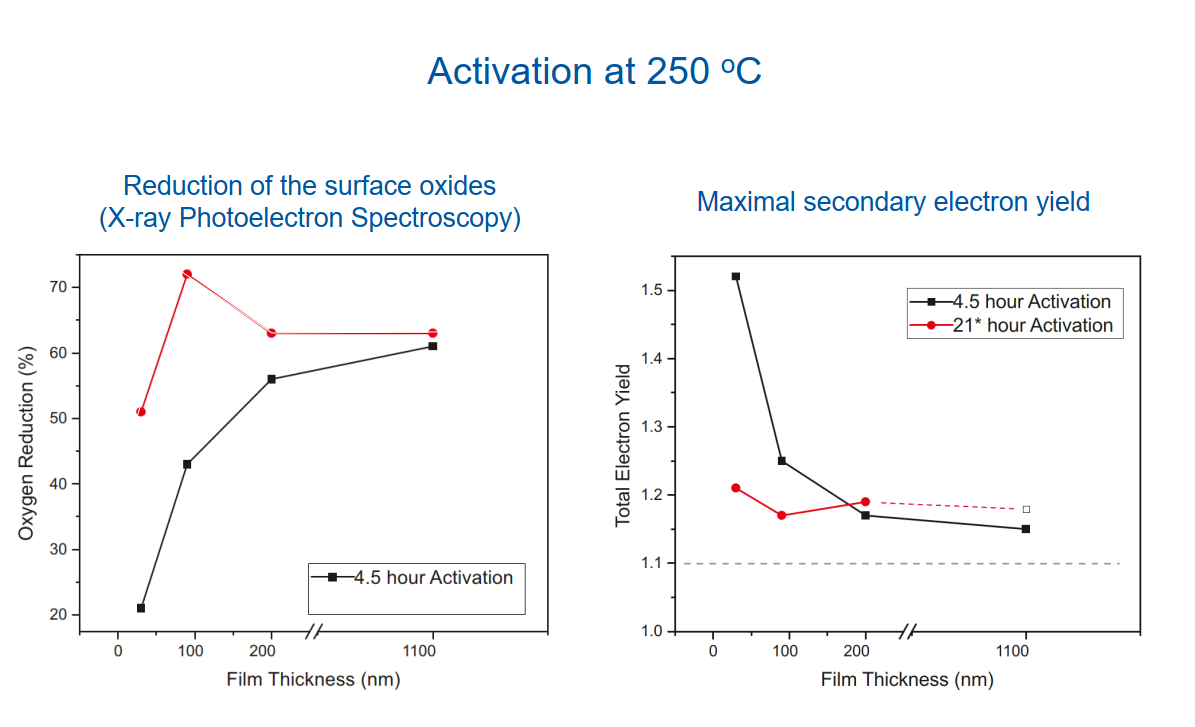 Activation at 250 ºC
Reduction of the surface oxides
(X-ray Photoelectron Spectroscopy)
Maximal secondary electron yield
Oxygen Reduction (%)
70
60
50
40
30
20
4.5 hour Activation
0 100 200 1100
Film Thickness (nm)
Total Electron Yield
1.5
1.4
1.3
1.2
1.1
1.0
4.5 hour Activation
21* hour Activation
0 100 200 1100
Film Thickness (nm)